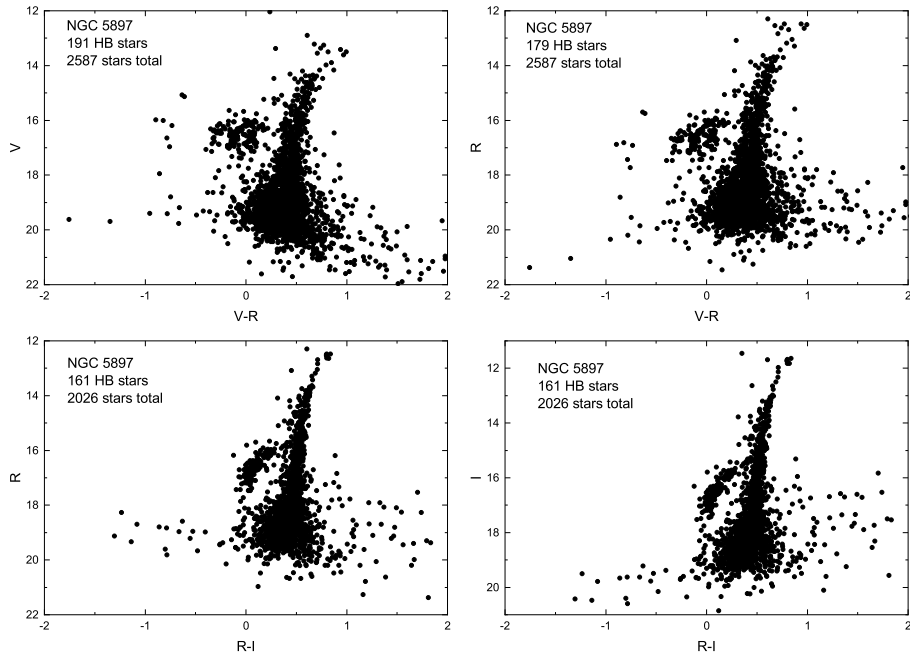 NGC 5897
191 HB stars
2587 stars total
12
14
16
18
20
22
V
-2
-1
0
1
2
V-R
NGC 5897
179 HB stars
2587 stars total
12
14
16
18
20
22
R
-2
-1
0
1
2
V-R
NGC 5897
161 HB stars
2026 stars total
12
14
16
18
20
22
R
-2
-1
0
1
2
R-I
NGC 5897
161 HB stars
2026 stars total
12
14
16
18
20
I
-2
-1
0
1
2
R-I